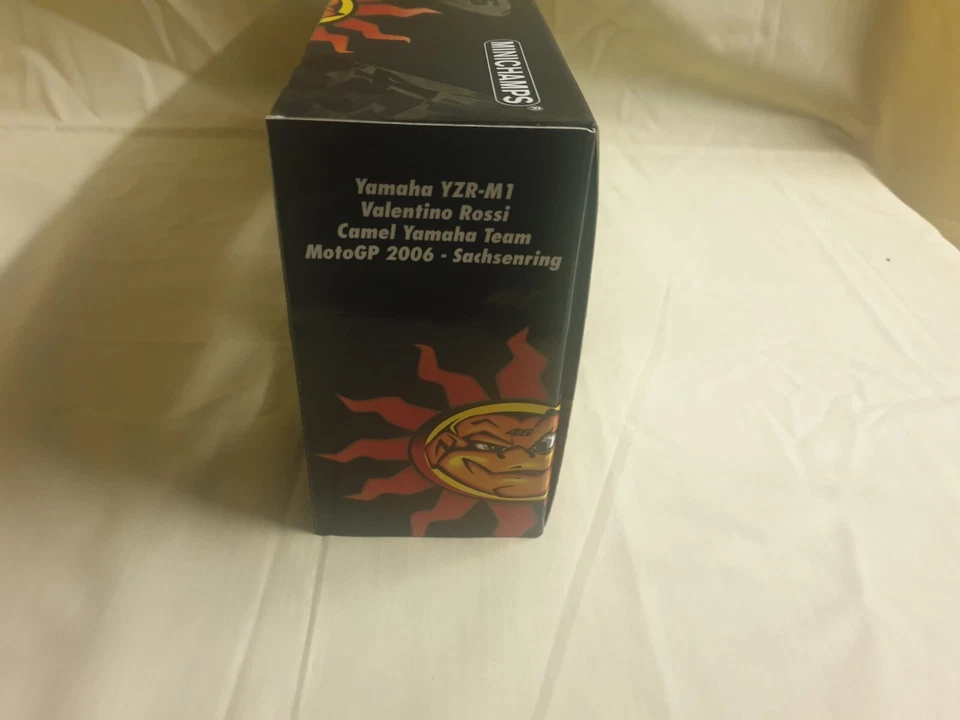 MINICHAMPS®
Yamaha YZR-M1
Valentino Rossi
Camel Yamaha Team
MotoGP 2006 - Sachsenring